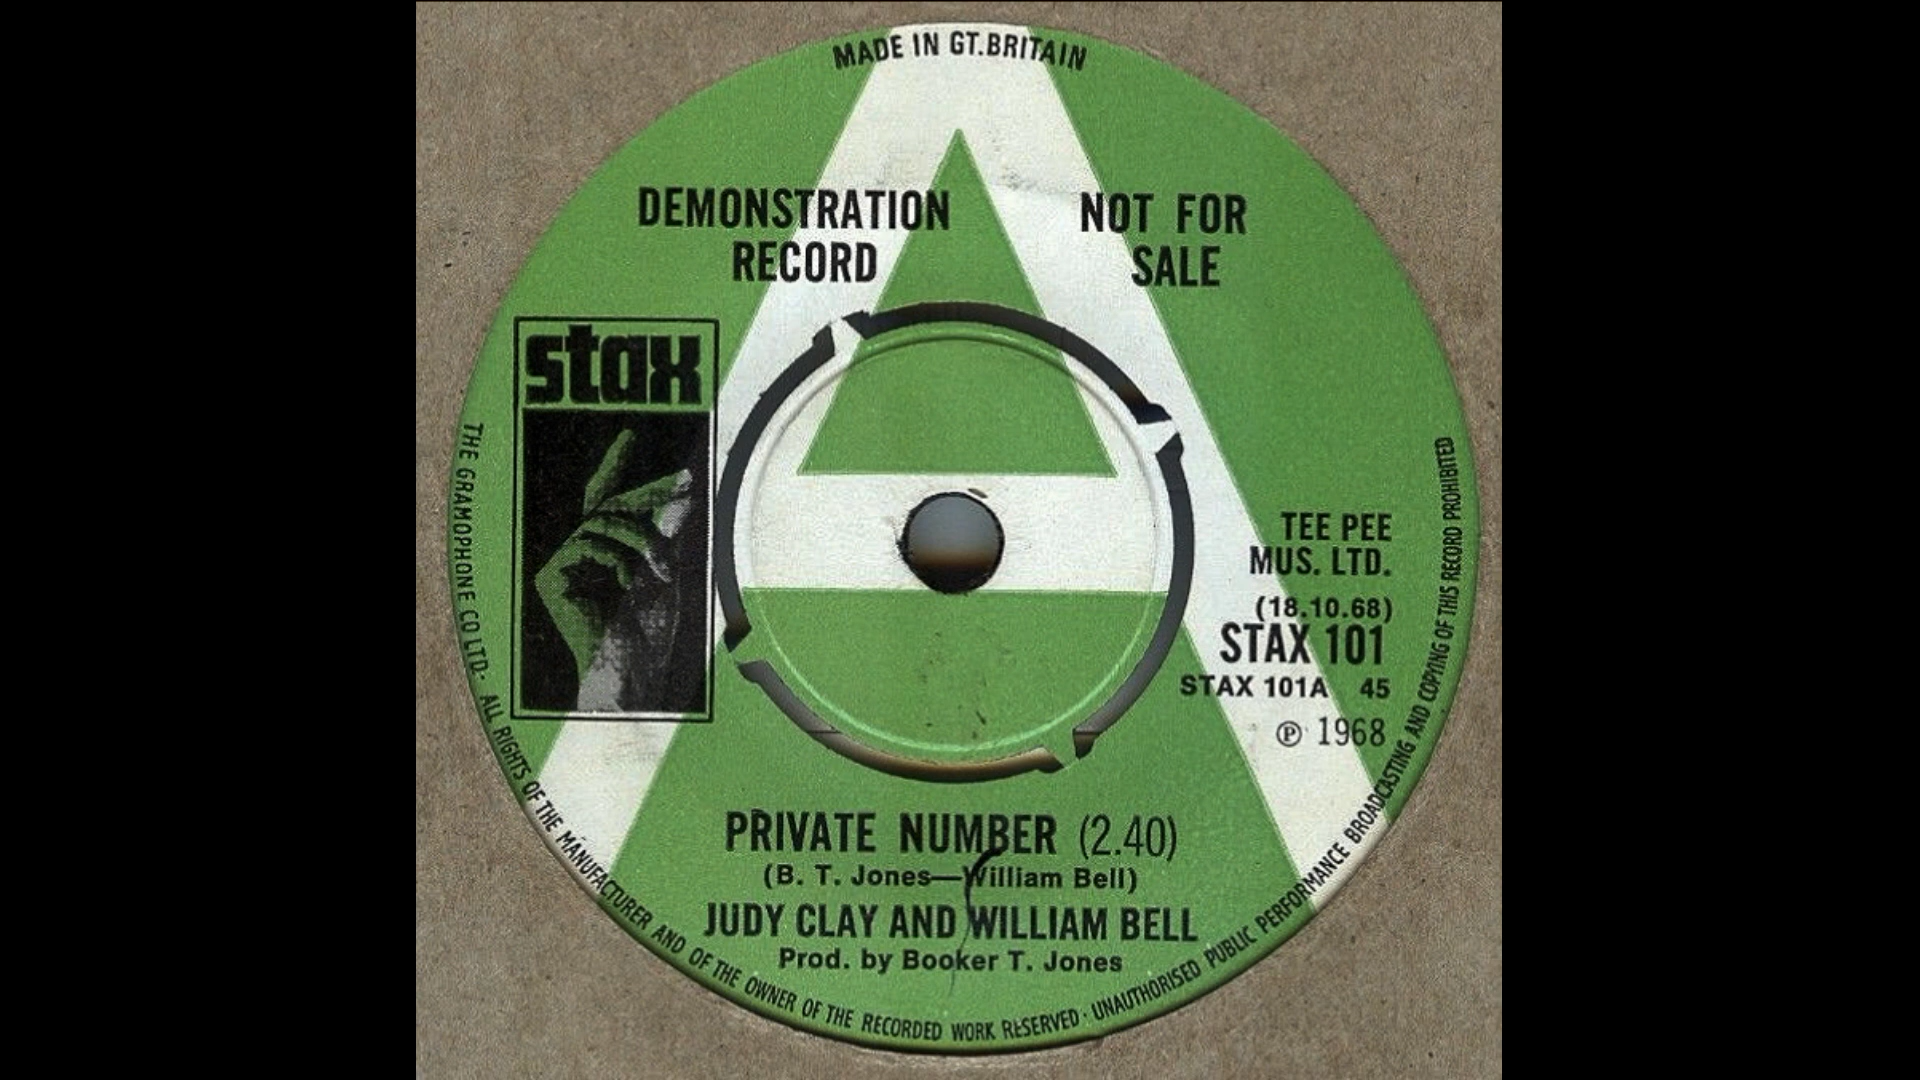 MADE IN GT.BRITAIN
DEMONSTRATION
RECORD
NOT FOR
SALE
stax
TEE PEE
MUS. LTD.
(18.10.68)
STAX 101
STAX 101A 45
℗ 1968
PRIVATE NUMBER (2.40)
(B. T. Jones—William Bell)
JUDY CLAY AND WILLIAM BELL
Prod. by Booker T. Jones
THE GRAMOPHONE CO LTD· ALL RIGHTS OF THE MANUFACTURER AND OF THE OWNER OF THE RECORDED WORK RESERVED· UNAUTHORISED PUBLIC PERFORMANCE BROADCASTING AND COPYING OF THIS RECORD PROHIBITED